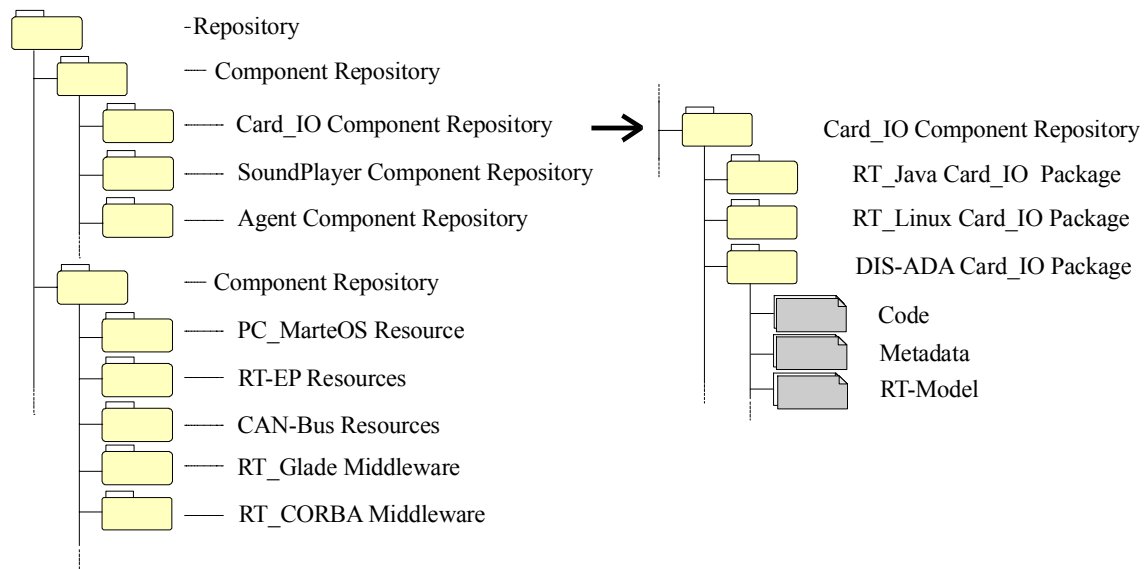 -Repository
Component Repository
Card_IO Component Repository
SoundPlayer Component Repository
Agent Component Repository
Component Repository
PC_MarteOS Resource
RT-EP Resources
CAN-Bus Resources
RT_Glade Middleware
RT_CORBA Middleware
Card_IO Component Repository
RT_Java Card_IO Package
RT_Linux Card_IO Package
DIS-ADA Card_IO Package
Code
Metadata
RT-Model